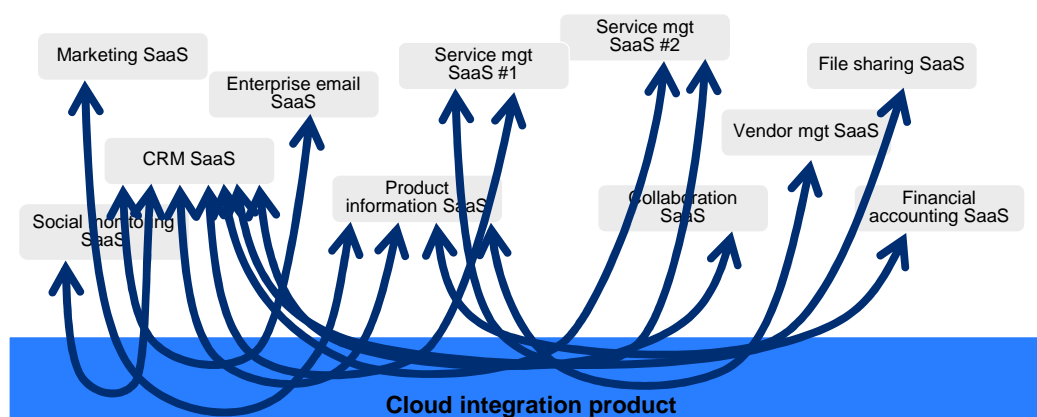 Marketing SaaS
Enterprise email
SaaS
Service mgt
SaaS #1
Service mgt
SaaS #2
File sharing SaaS
Vendor mgt SaaS
CRM SaaS
Product
information SaaS
Collaboration
SaaS
Financial
accounting SaaS
Social monitoring
SaaS
Cloud integration product